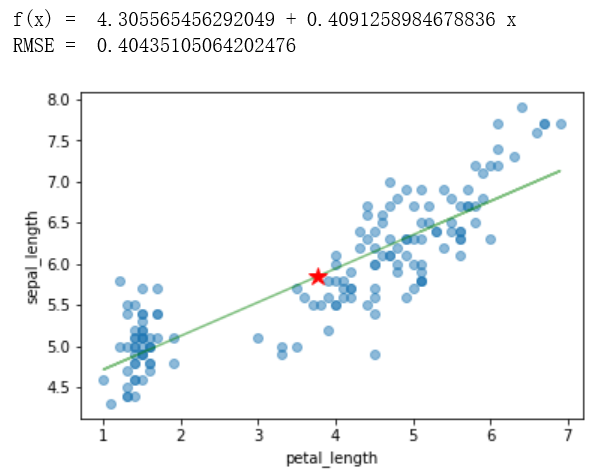 f(x) = 4.305565456292049 + 0.4091258984678836 x
RMSE = 0.40435105064202476
8.0
7.5
7.0
6.5
6.0
5.5
5.0
4.5
sepal_length
1 2 3 4 5 6 7
petal_length